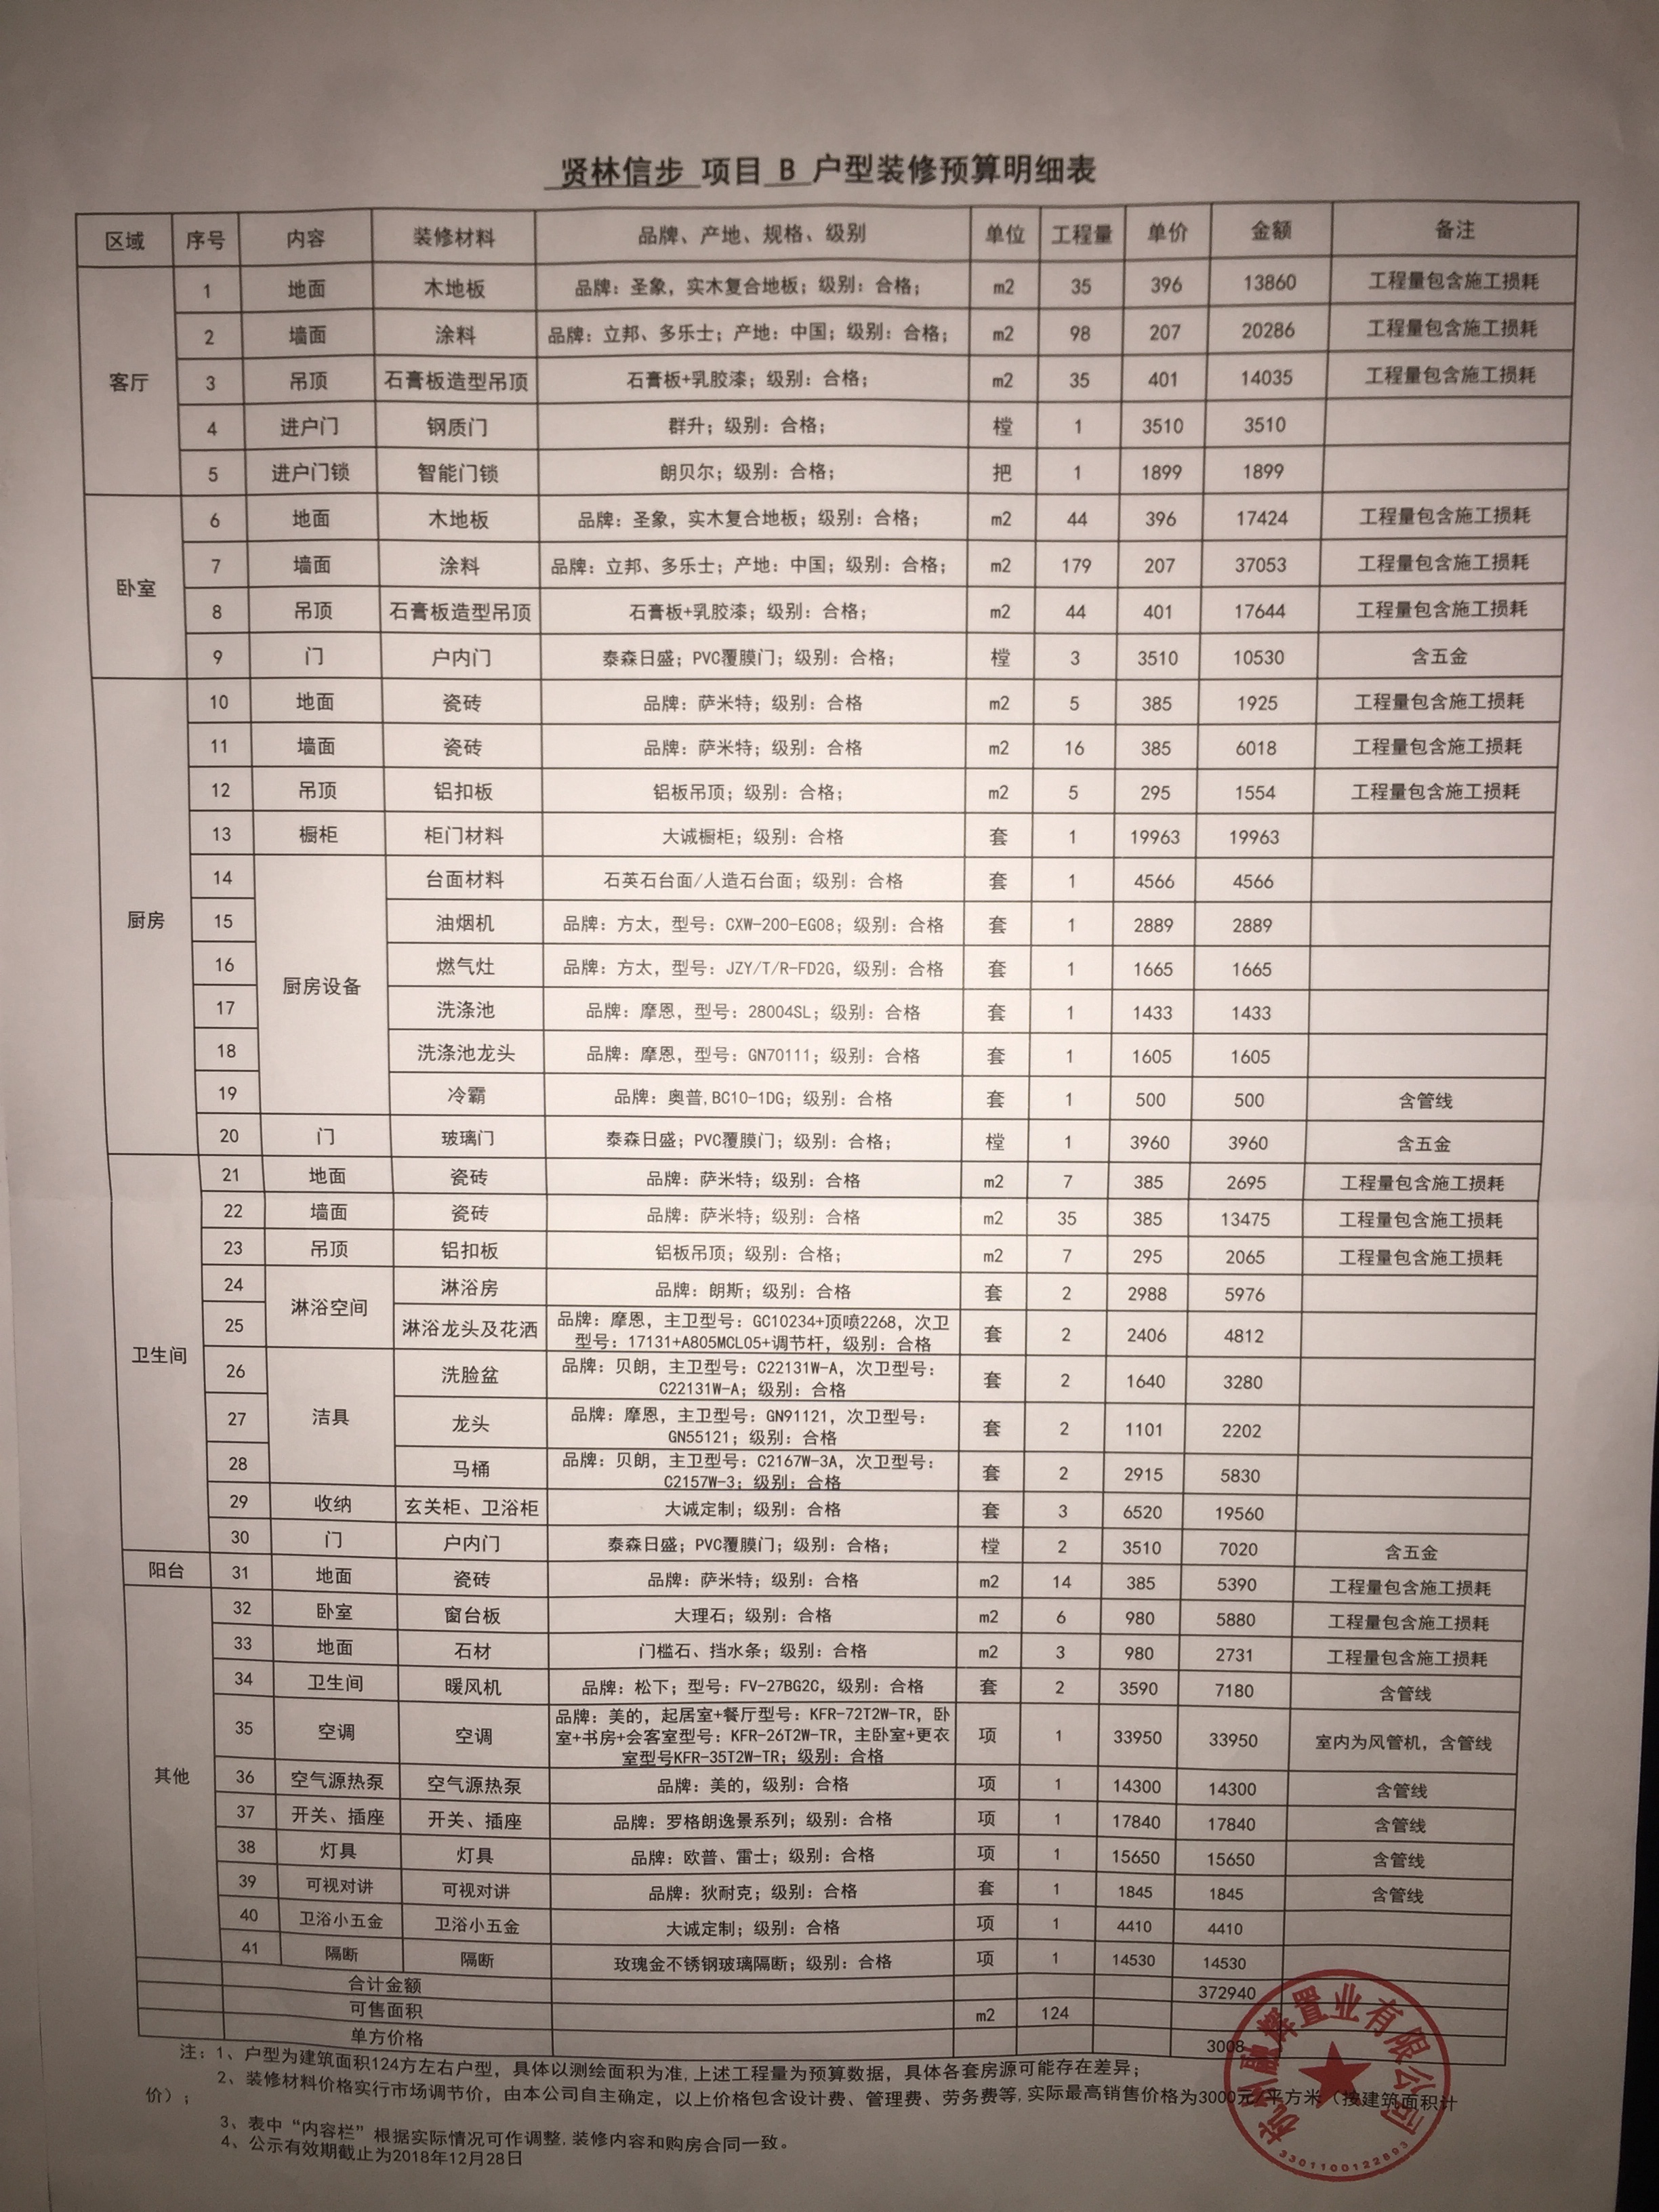 贤林信步 项目 B 户型装修预算明细表
区域 序号 内容 装修材料 品牌、产地、规格、级别 单位 工程量 单价 金额 备注
客厅
1 地面 木地板 品牌：圣象，实木复合地板；级别：合格； m2 35 396 13860 工程量包含施工损耗
2 墙面 涂料 品牌：立邦、多乐士；产地：中国；级别：合格； m2 98 207 20286 工程量包含施工损耗
3 吊顶 石膏板造型吊顶 石膏板+乳胶漆；级别：合格； m2 35 401 14035 工程量包含施工损耗
4 进户门 钢质门 群升；级别：合格； 樘 1 3510 3510
5 进户门锁 智能门锁 朗贝尔；级别：合格； 把 1 1899 1899
卧室
6 地面 木地板 品牌：圣象，实木复合地板；级别：合格； m2 44 396 17424 工程量包含施工损耗
7 墙面 涂料 品牌：立邦、多乐士；产地：中国；级别：合格； m2 179 207 37053 工程量包含施工损耗
8 吊顶 石膏板造型吊顶 石膏板+乳胶漆；级别：合格； m2 44 401 17644 工程量包含施工损耗
9 门 户内门 泰森日盛；PVC覆膜门；级别：合格； 樘 3 3510 10530 含五金
厨房
10 地面 瓷砖 品牌：萨米特；级别：合格 m2 5 385 1925 工程量包含施工损耗
11 墙面 瓷砖 品牌：萨米特；级别：合格 m2 16 385 6018 工程量包含施工损耗
12 吊顶 铝扣板 铝板吊顶；级别：合格； m2 5 295 1554 工程量包含施工损耗
13 橱柜 柜门材料 大诚橱柜；级别：合格 套 1 19963 19963
厨房设备
14 台面材料 石英石台面/人造石台面；级别：合格 套 1 4566 4566
15 油烟机 品牌：方太，型号：CXW-200-EG08；级别：合格 套 1 2889 2889
16 燃气灶 品牌：方太，型号：JZY/T/R-FD2G，级别：合格 套 1 1665 1665
17 洗涤池 品牌：摩恩，型号：28004SL；级别：合格 套 1 1433 1433
18 洗涤池龙头 品牌：摩恩，型号：GN70111；级别：合格 套 1 1605 1605
19 冷霸 品牌：奥普,BC10-1DG；级别：合格 套 1 500 500 含管线
20 门 玻璃门 泰森日盛；PVC覆膜门；级别：合格； 樘 1 3960 3960 含五金
卫生间
21 地面 瓷砖 品牌：萨米特；级别：合格 m2 7 385 2695 工程量包含施工损耗
22 墙面 瓷砖 品牌：萨米特；级别：合格 m2 35 385 13475 工程量包含施工损耗
23 吊顶 铝扣板 铝板吊顶；级别：合格； m2 7 295 2065 工程量包含施工损耗
淋浴空间
24 淋浴房 品牌：朗斯；级别：合格 套 2 2988 5976
25 淋浴龙头及花洒 品牌：摩恩，主卫型号：GC10234+顶喷2268，次卫
型号：17131+A805MCL05+调节杆，级别：合格 套 2 2406 4812
洁具
26 洗脸盆 品牌：贝朗，主卫型号：C22131W-A，次卫型号：
C22131W-A；级别：合格 套 2 1640 3280
27 龙头 品牌：摩恩，主卫型号：GN91121，次卫型号：
GN55121；级别：合格 套 2 1101 2202
28 马桶 品牌：贝朗，主卫型号：C2167W-3A，次卫型号：
C2157W-3；级别：合格 套 2 2915 5830
29 收纳 玄关柜、卫浴柜 大诚定制；级别：合格 套 3 6520 19560
30 门 户内门 泰森日盛；PVC覆膜门；级别：合格； 樘 2 3510 7020 含五金
阳台 31 地面 瓷砖 品牌：萨米特；级别：合格 m2 14 385 5390 工程量包含施工损耗
其他
32 卧室 窗台板 大理石；级别：合格 m2 6 980 5880 工程量包含施工损耗
33 地面 石材 门槛石、挡水条；级别：合格 m2 3 980 2731 工程量包含施工损耗
34 卫生间 暖风机 品牌：松下；型号：FV-27BG2C，级别：合格 套 2 3590 7180 含管线
35 空调 空调 品牌：美的，起居室+餐厅型号：KFR-72T2W-TR，卧
室+书房+会客室型号：KFR-26T2W-TR，主卧室+更衣
室型号KFR-35T2W-TR；级别：合格 项 1 33950 33950 室内为风管机，含管线
36 空气源热泵 空气源热泵 品牌：美的，级别：合格 项 1 14300 14300 含管线
37 开关、插座 开关、插座 品牌：罗格朗逸景系列；级别：合格 项 1 17840 17840 含管线
38 灯具 灯具 品牌：欧普、雷士；级别：合格 项 1 15650 15650 含管线
39 可视对讲 可视对讲 品牌：狄耐克；级别：合格 套 1 1845 1845 含管线
40 卫浴小五金 卫浴小五金 大诚定制；级别：合格 项 1 4410 4410
41 隔断 隔断 玫瑰金不锈钢玻璃隔断；级别：合格 项 1 14530 14530
合计金额 372940
可售面积 m2 124
单方价格 3008
注：1、户型为建筑面积124方左右户型，具体以测绘面积为准,上述工程量为预算数据，具体各套房源可能存在差异；
2、装修材料价格实行市场调节价，由本公司自主确定，以上价格包含设计费、管理费、劳务费等,实际最高销售价格为3000元/平方米（按建筑面积计
价）；
3、表中“内容栏”根据实际情况可作调整,装修内容和购房合同一致。
4、公示有效期截止为2018年12月28日
杭州融辉置业有限公司
3301100122693